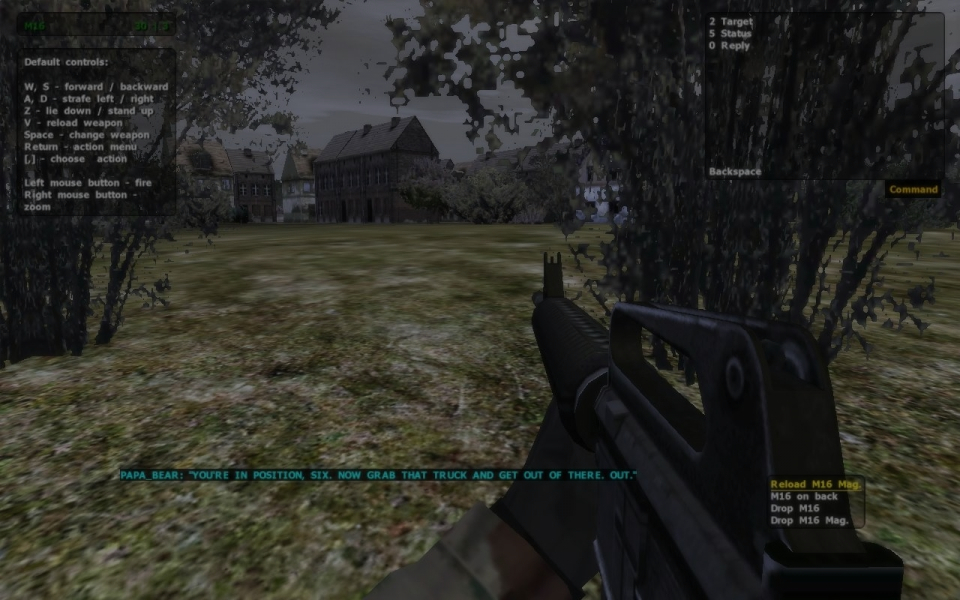 M16 30 | 3
Default controls:
W, S - forward / backward
A, D - strafe left / right
Z - lie down / stand up
V - reload weapon
Space - change weapon
Return - action menu
[,] - choose action
Left mouse button - fire
Right mouse button -
zoom
2 Target
5 Status
0 Reply
Backspace
Command
PAPA_BEAR: "YOU'RE IN POSITION, SIX. NOW GRAB THAT TRUCK AND GET OUT OF THERE. OUT."
Reload M16 Mag.
M16 on back
Drop M16
Drop M16 Mag.